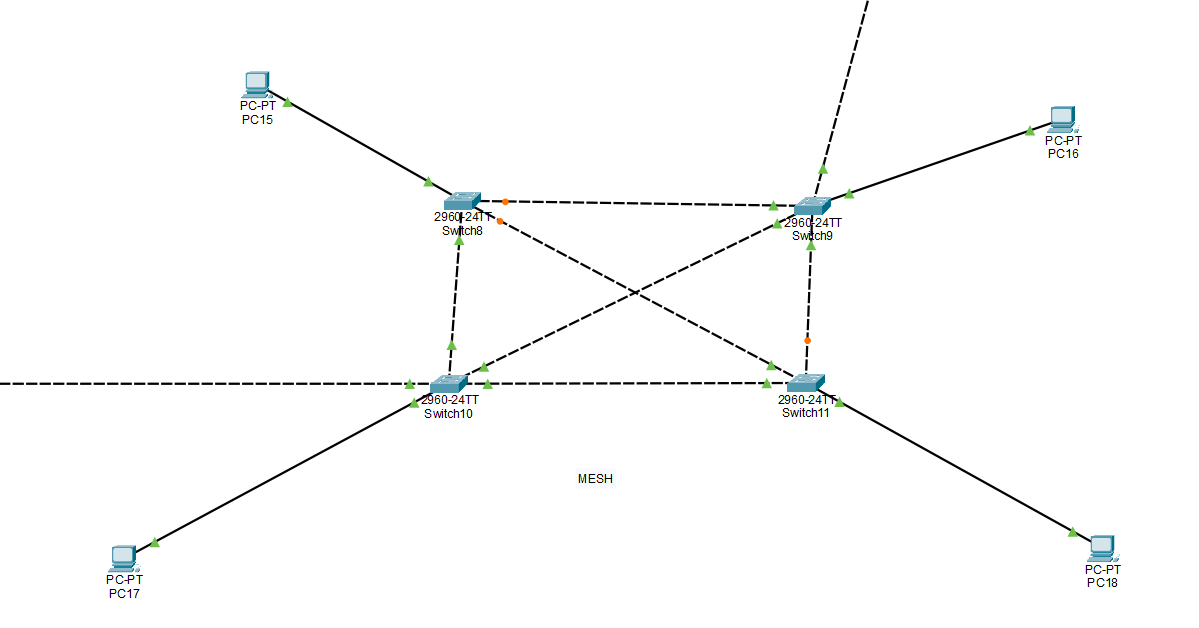 PC-PT
PC15
PC-PT
PC16
2960-24TT
Switch8
2960-24TT
Switch9
2960-24TT
Switch10
2960-24TT
Switch11
MESH
PC-PT
PC17
PC-PT
PC18